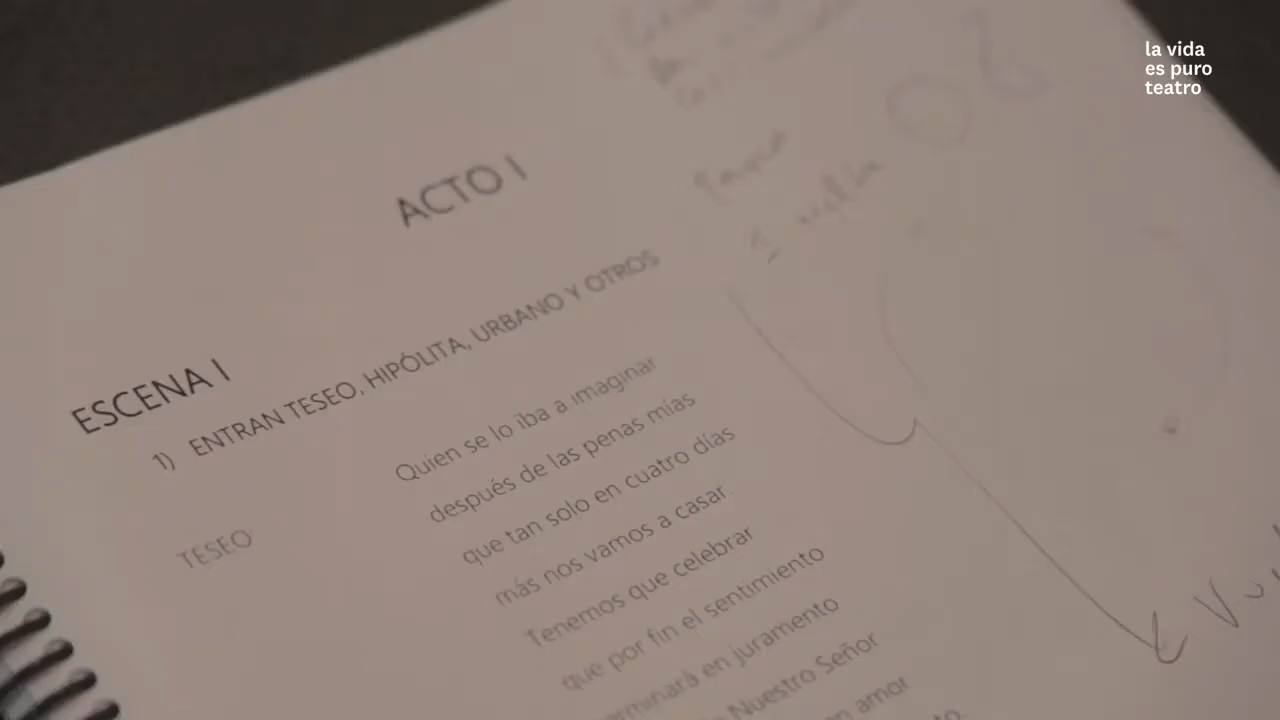 la vida
es puro
teatro
ACTO I
ESCENA I
1) ENTRAN TESEO, HIPÓLITA, URBANO Y OTROS
TESEO
Quien se lo iba a imaginar
después de las penas mías
que tan solo en cuatro días
más nos vamos a casar.
Tenemos que celebrar
que por fin el sentimiento
en juramento
Nuestro Señor
amor